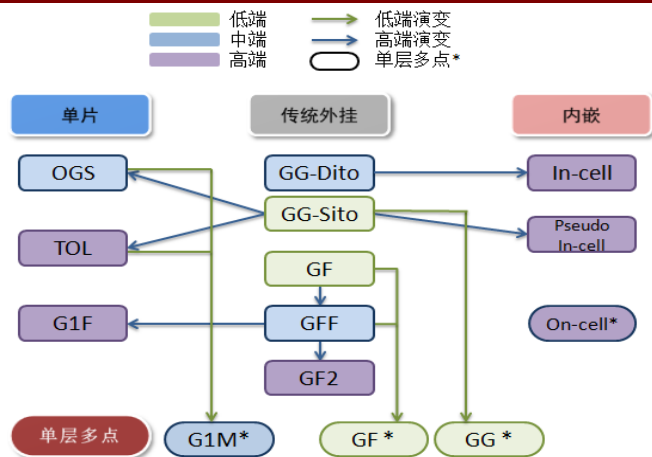 低端
低端演变
中端
高端演变
高端
单层多点*
单片
传统外挂
内嵌
OGS
GG-Dito
In-cell
GG-Sito
TOL
Pseudo
In-cell
GF
G1F
GFF
On-cell*
GF2
单层多点
G1M*
GF *
GG *